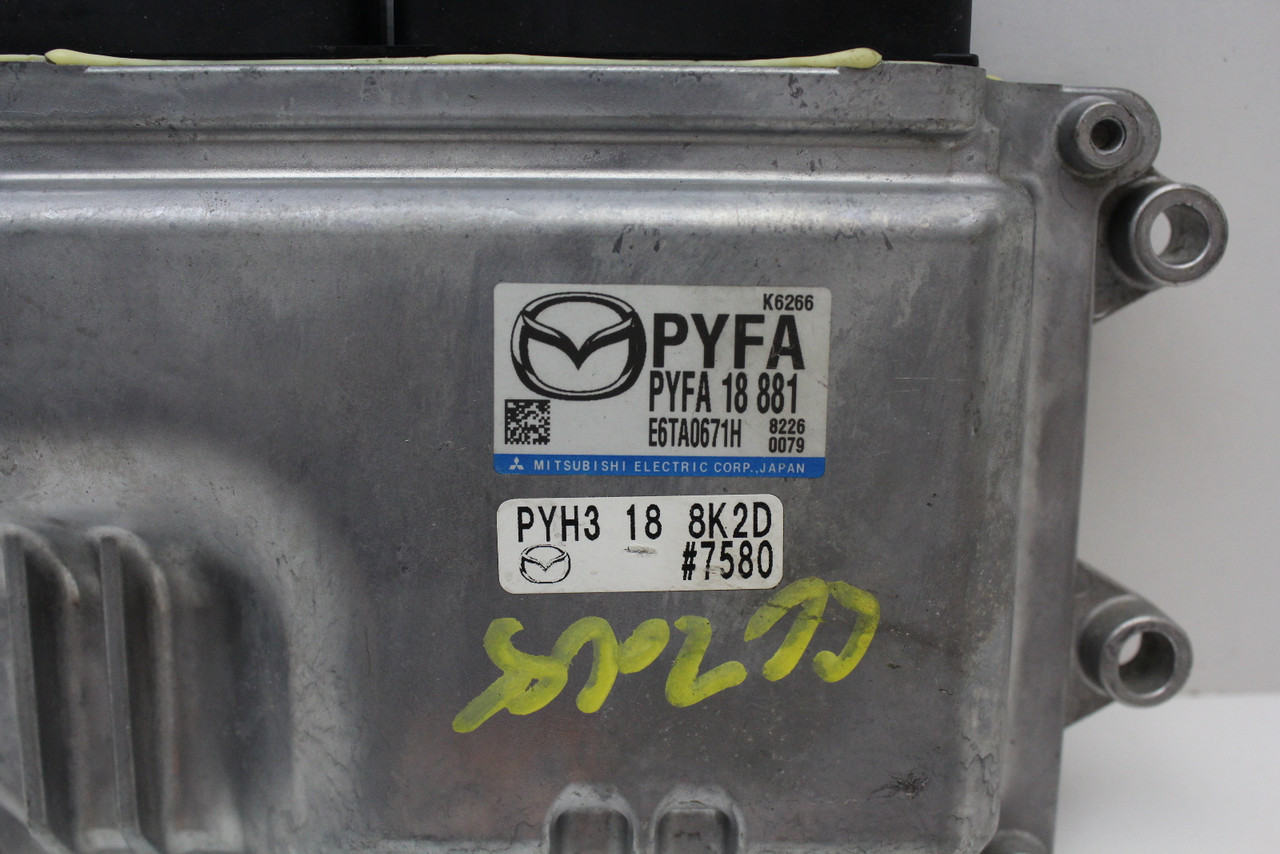 K6266
PYFA
PYFA 18 881
E6TA0671H 8226
0079
MITSUBISHI ELECTRIC CORP.,JAPAN
PYH3 18 8K2D
#7580